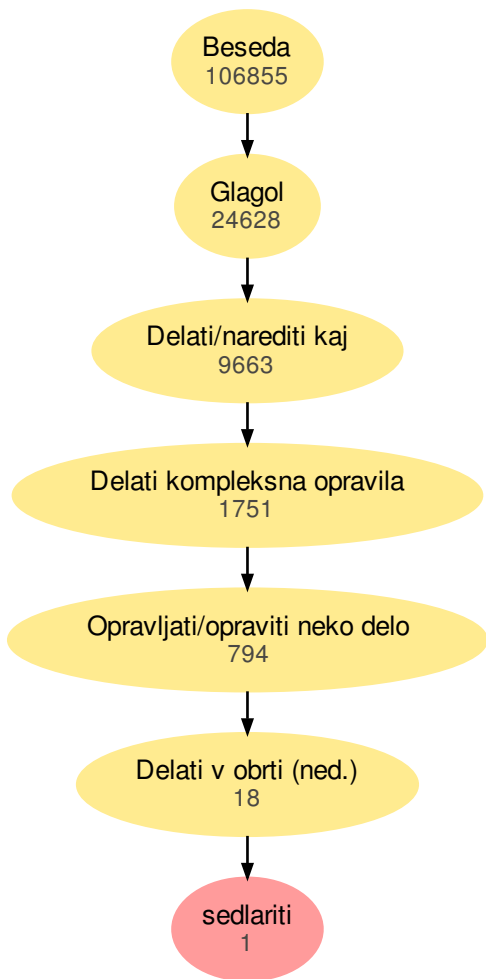 Beseda
106855
Glagol
24628
Delati/narediti kaj
9663
Delati kompleksna opravila
1751
Opravljati/opraviti neko delo
794
Delati v obrti (ned.)
18
sedlariti
1